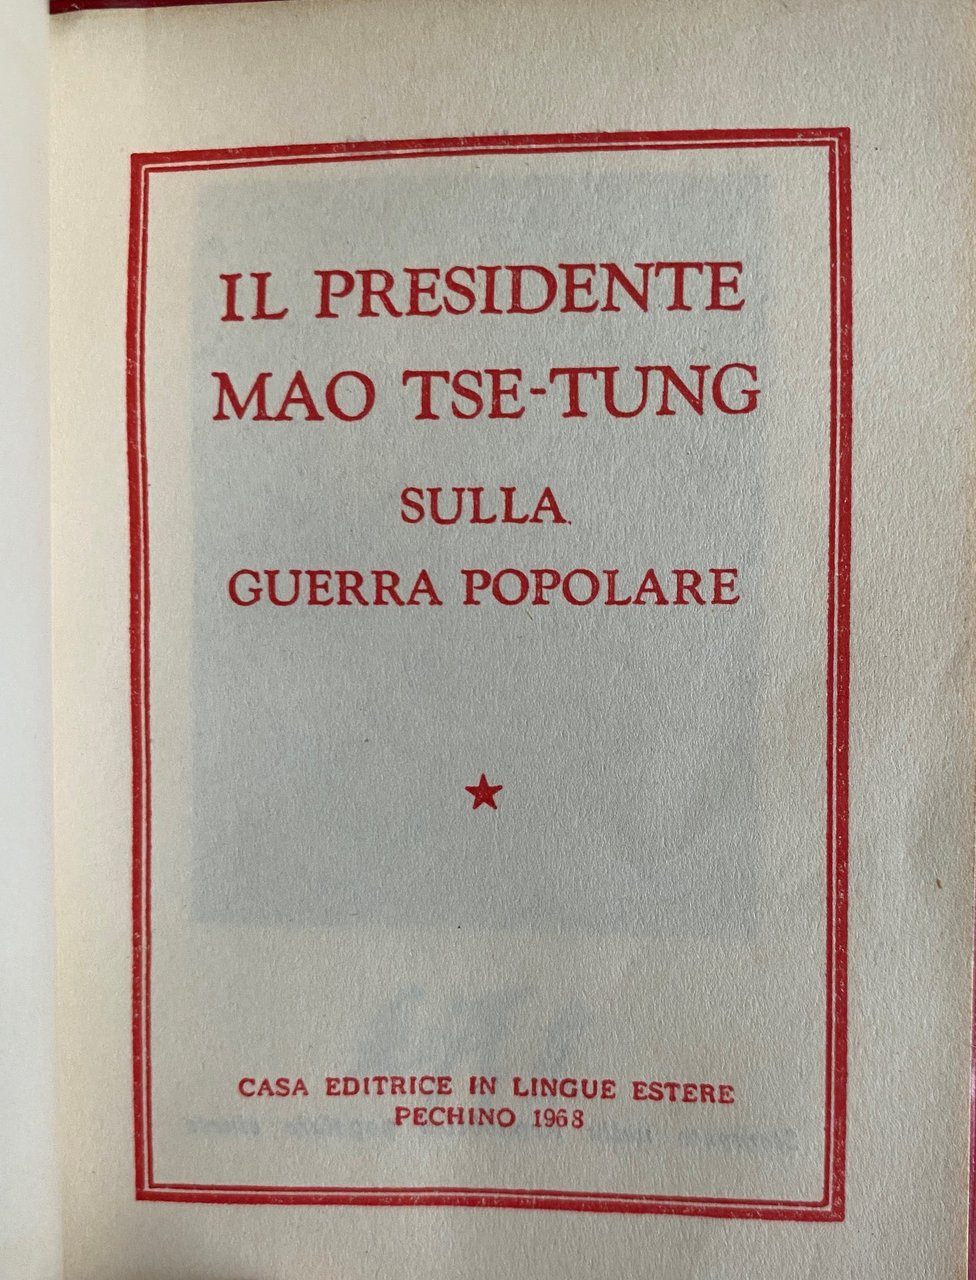 IL PRESIDENTE
MAO TSE-TUNG
SULLA
GUERRA POPOLARE
CASA EDITRICE IN LINGUE ESTERE
PECHINO 1968